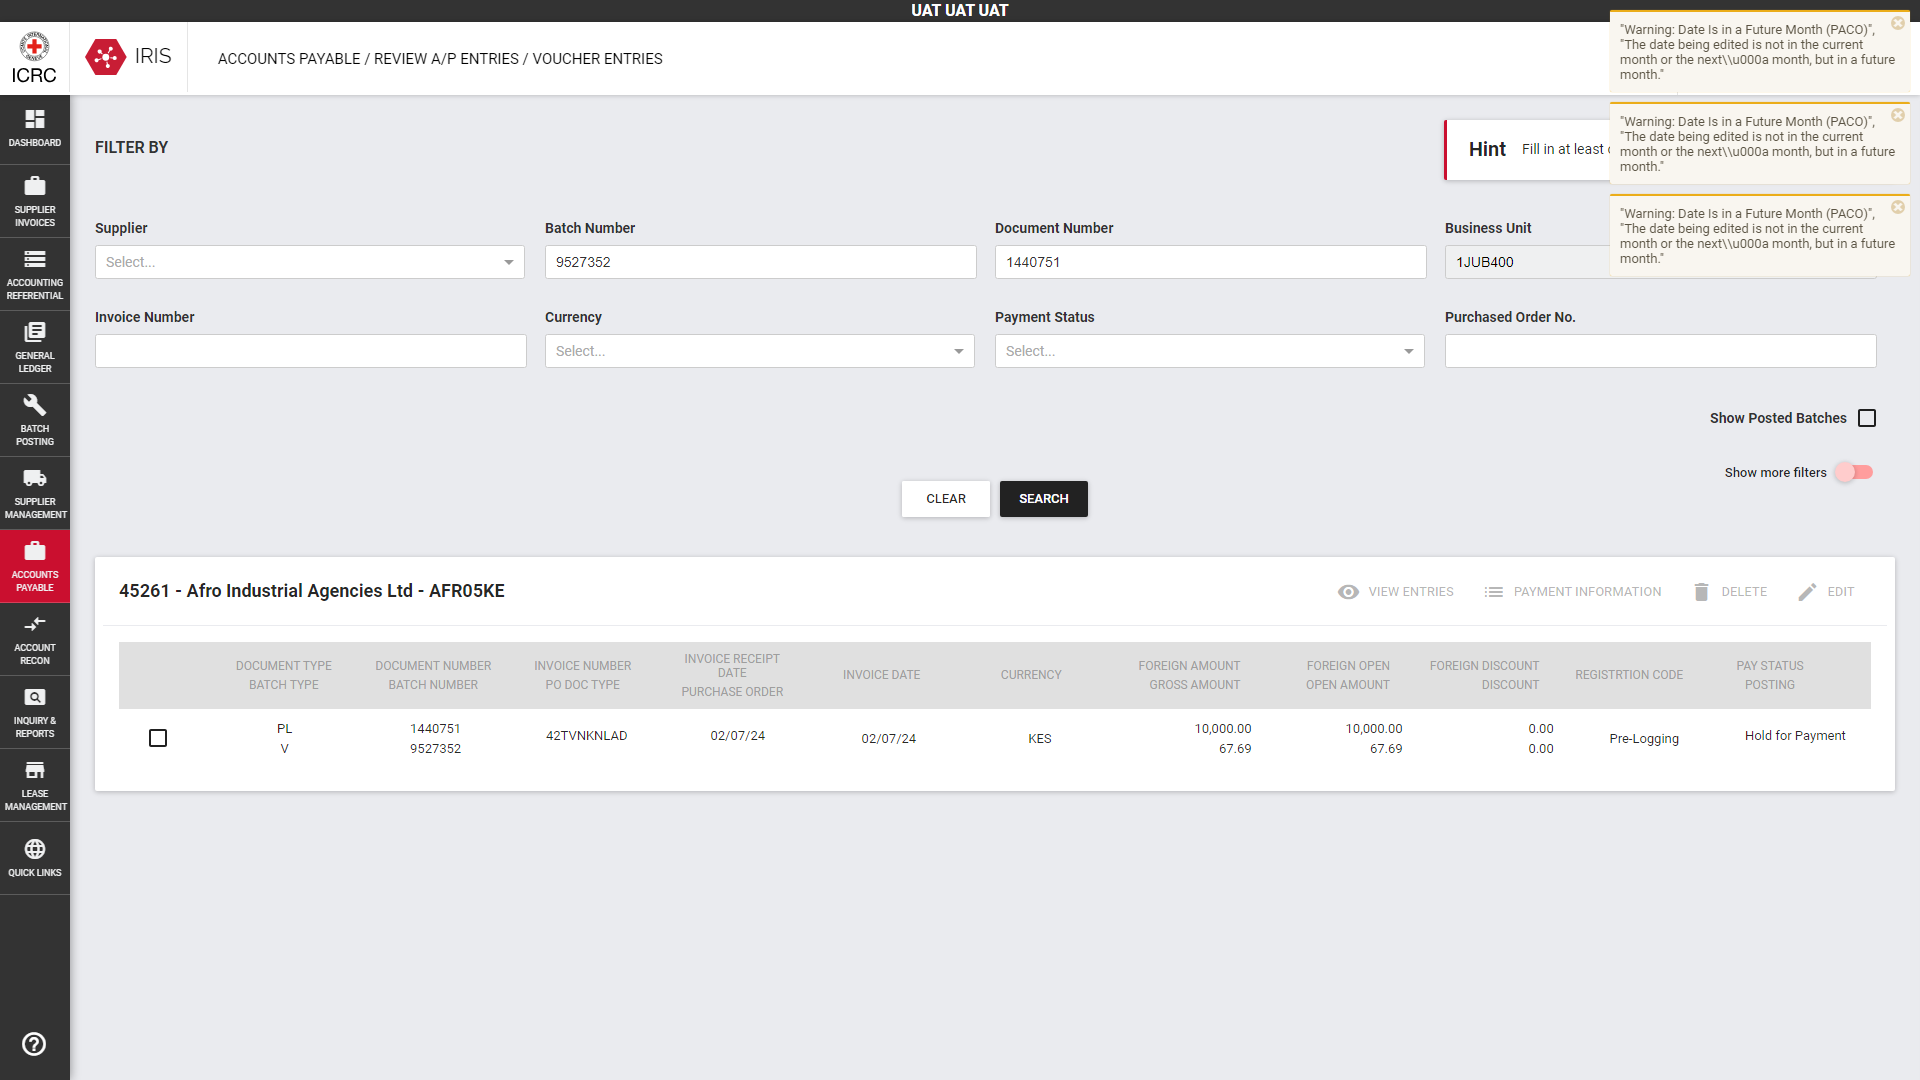 UAT UAT UAT
ICRC
IRIS
ACCOUNTS PAYABLE / REVIEW A/P ENTRIES / VOUCHER ENTRIES
"Warning: Date Is in a Future Month (PACO)",
"The date being edited is not in the current
month or the next\\u000a month, but in a future
month."
"Warning: Date Is in a Future Month (PACO)",
"The date being edited is not in the current
month or the next\\u000a month, but in a future
month."
"Warning: Date Is in a Future Month (PACO)",
"The date being edited is not in the current
month or the next\\u000a month, but in a future
month."
DASHBOARD
SUPPLIER
INVOICES
ACCOUNTING
REFERENTIAL
GENERAL
LEDGER
BATCH
POSTING
SUPPLIER
MANAGEMENT
ACCOUNTS
PAYABLE
ACCOUNT
RECON
INQUIRY &
REPORTS
LEASE
MANAGEMENT
QUICK LINKS
FILTER BY
Hint Fill in at least
Supplier
Select...
Batch Number
9527352
Document Number
1440751
Business Unit
1JUB400
Invoice Number
Currency
Select...
Payment Status
Select...
Purchased Order No.
Show Posted Batches
Show more filters
CLEAR
SEARCH
45261 - Afro Industrial Agencies Ltd - AFR05KE
VIEW ENTRIES
PAYMENT INFORMATION
DELETE
EDIT
DOCUMENT TYPE
BATCH TYPE
DOCUMENT NUMBER
BATCH NUMBER
INVOICE NUMBER
PO DOC TYPE
INVOICE RECEIPT
DATE
PURCHASE ORDER
INVOICE DATE
CURRENCY
FOREIGN AMOUNT
GROSS AMOUNT
FOREIGN OPEN
OPEN AMOUNT
FOREIGN DISCOUNT
DISCOUNT
REGISTRTION CODE
PAY STATUS
POSTING
PL
V
1440751
9527352
42TVNKNLAD
02/07/24
02/07/24
KES
10,000.00
67.69
10,000.00
67.69
0.00
0.00
Pre-Logging
Hold for Payment